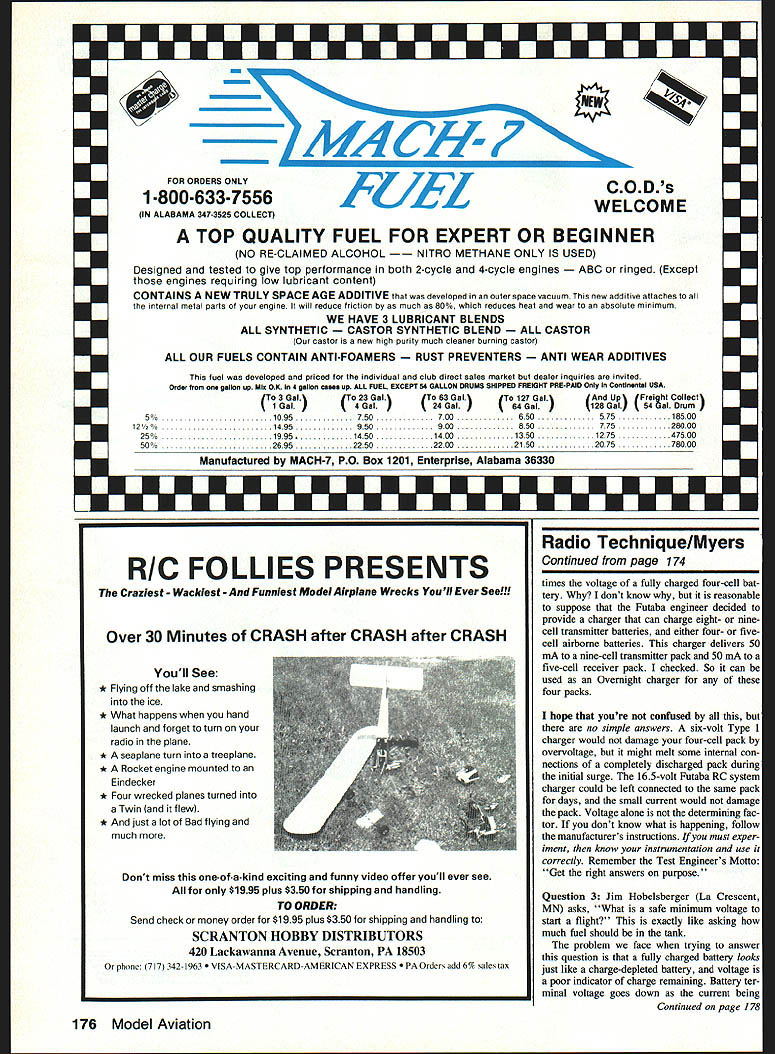 master charge
NEW
VISA®
MACH-7
FUEL
FOR ORDERS ONLY
1-800-633-7556
(IN ALABAMA 347-3525 COLLECT)
C.O.D.'s
WELCOME
A TOP QUALITY FUEL FOR EXPERT OR BEGINNER
(NO RE-CLAIMED ALCOHOL —— NITRO METHANE ONLY IS USED)
Designed and tested to give top performance in both 2-cycle and 4-cycle engines — ABC or ringed. (Except
those engines requiring low lubricant content)
CONTAINS A NEW TRULY SPACE AGE ADDITIVE that was developed in an outer space vacuum. This new additive attaches to all
the internal metal parts of your engine. It will reduce friction by as much as 80%, which reduces heat and wear to an absolute minimum.
WE HAVE 3 LUBRICANT BLENDS
ALL SYNTHETIC — CASTOR SYNTHETIC BLEND — ALL CASTOR
(Our castor is a new high purity much cleaner burning castor)
ALL OUR FUELS CONTAIN ANTI-FOAMERS — RUST PREVENTERS — ANTI WEAR ADDITIVES
This fuel was developed and priced for the individual and club direct sales market but dealer inquiries are invited.
Order from one gallon up. Mix O.K. in 4 gallon cases up. ALL FUEL, EXCEPT 54 GALLON DRUMS SHIPPED FREIGHT PRE-PAID Only in Continental USA.
(To 3 Gal. 1 Gal.) (To 23 Gal. 4 Gal.) (To 63 Gal. 24 Gal.) (To 127 Gal. 64 Gal.) (And Up 128 Gal.) (Freight Collect 54 Gal. Drum)
5% 10.95 7.50 7.00 6.50 5.75 185.00
12½% 14.95 9.50 9.00 8.50 7.75 280.00
25% 19.95 14.50 14.00 13.50 12.75 475.00
50% 26.95 22.50 22.00 21.50 20.75 780.00
Manufactured by MACH-7, P.O. Box 1201, Enterprise, Alabama 36330
R/C FOLLIES PRESENTS
The Craziest - Wackiest - And Funniest Model Airplane Wrecks You'll Ever See!!!
Over 30 Minutes of CRASH after CRASH after CRASH
You'll See:
★ Flying off the lake and smashing
into the ice.
★ What happens when you hand
launch and forget to turn on your
radio in the plane.
★ A seaplane turn into a treeplane.
★ A Rocket engine mounted to an
Eindecker
★ Four wrecked planes turned into
a Twin (and it flew).
★ And just a lot of Bad flying and
much more.
Don't miss this one-of-a-kind exciting and funny video offer you'll ever see.
All for only $19.95 plus $3.50 for shipping and handling.
TO ORDER:
Send check or money order for $19.95 plus $3.50 for shipping and handling to:
SCRANTON HOBBY DISTRIBUTORS
420 Lackawanna Avenue, Scranton, PA 18503
Or phone: (717) 342-1963 • VISA-MASTERCARD-AMERICAN EXPRESS • PA Orders add 6% sales tax
Radio Technique/Myers
Continued from page 174
times the voltage of a fully charged four-cell bat-
tery. Why? I don't know why, but it is reasonable
to suppose that the Futaba engineer decided to
provide a charger that can charge eight- or nine-
cell transmitter batteries, and either four- or five-
cell airborne batteries. This charger delivers 50
mA to a nine-cell transmitter pack and 50 mA to a
five-cell receiver pack. I checked. So it can be
used as an Overnight charger for any of these
four packs.
I hope that you're not confused by all this, but
there are no simple answers. A six-volt Type 1
charger would not damage your four-cell pack by
overvoltage, but it might melt some internal con-
nections of a completely discharged pack during
the initial surge. The 16.5-volt Futaba RC system
charger could be left connected to the same pack
for days, and the small current would not damage
the pack. Voltage alone is not the determining fac-
tor. If you don't know what is happening, follow
the manufacturer's instructions. If you must exper-
iment, then know your instrumentation and use it
correctly. Remember the Test Engineer's Motto:
"Get the right answers on purpose."
Question 3: Jim Hobelsberger (La Crescent,
MN) asks, "What is a safe minimum voltage to
start a flight?" This is exactly like asking how
much fuel should be in the tank.
The problem we face when trying to answer
this question is that a fully charged battery looks
just like a charge-depleted battery, and voltage is
a poor indicator of charge remaining. Battery ter-
minal voltage goes down as the current being
Continued on page 178
176 Model Aviation